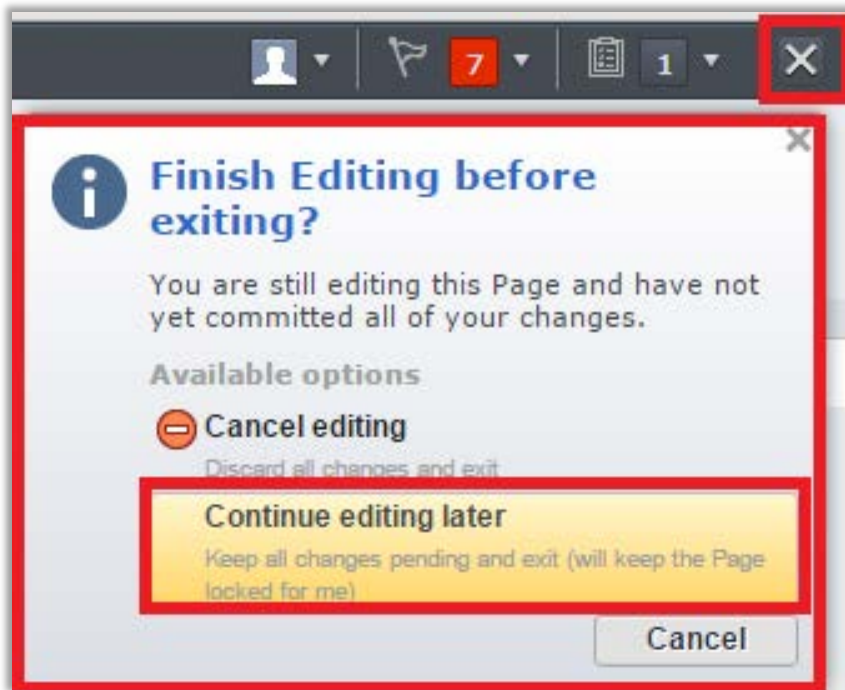 7
1
Finish Editing before
exiting?
You are still editing this Page and have not
yet committed all of your changes.
Available options
Cancel editing
Discard all changes and exit
Continue editing later
Keep all changes pending and exit (will keep the Page
locked for me)
Cancel